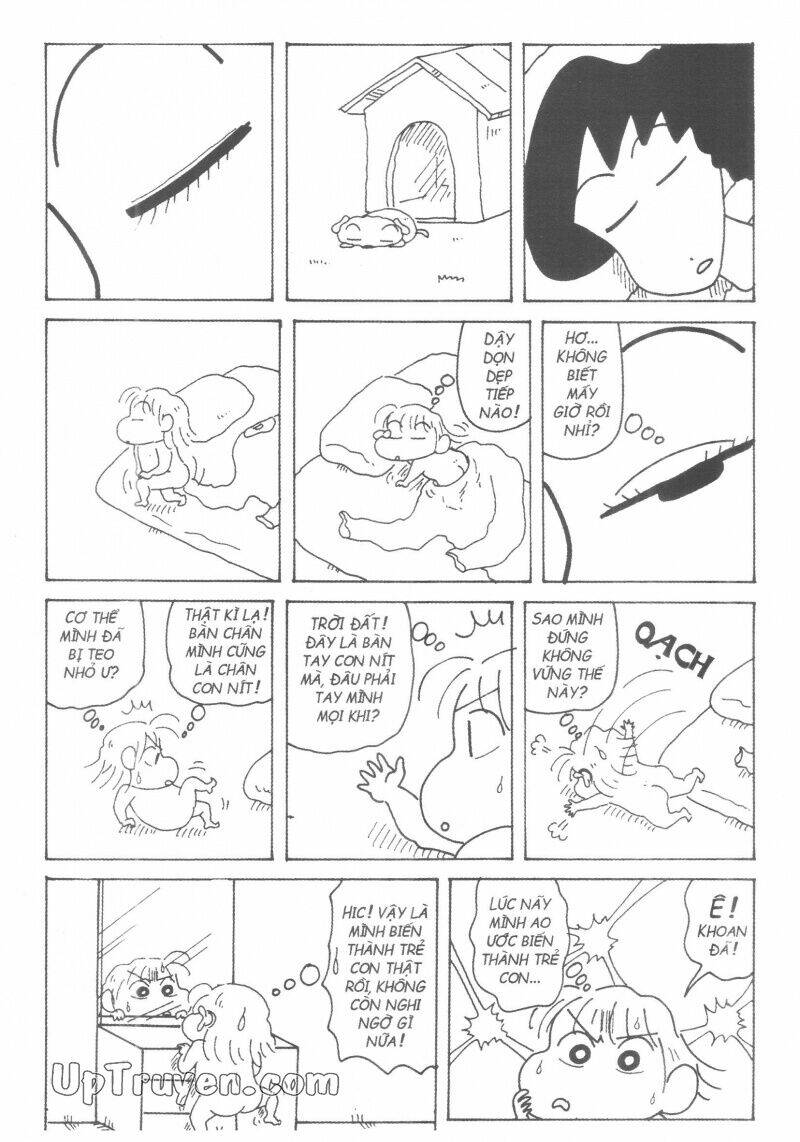 HƠ...
KHÔNG
BIẾT
MẤY
GIỜ RỒI
NHỈ?
DẬY
DỌN
DẸP
TIẾP
NÀO!
OẠCH
SAO MÌNH
ĐỨNG
KHÔNG
VỮNG THẾ
NÀY?
TRỜI ĐẤT!
ĐÂY LÀ BÀN
TAY CON NÍT
MÀ, ĐÂU PHẢI
TAY MÌNH
MỌI KHI?
THẬT KÌ LẠ!
BÀN CHÂN
MÌNH CŨNG
LÀ CHÂN
CON NÍT!
CƠ THỂ
MÌNH ĐÃ
BỊ TEO
NHỎ Ư?
Ê!
KHOAN
ĐÃ!
LÚC NÃY
MÌNH AO
ƯỚC BIẾN
THÀNH TRẺ
CON...
HIC! VẬY LÀ
MÌNH BIẾN
THÀNH TRẺ
CON THẬT
RỒI, KHÔNG
CÒN NGHI
NGỜ GÌ
NỮA!
UpTruyen.com